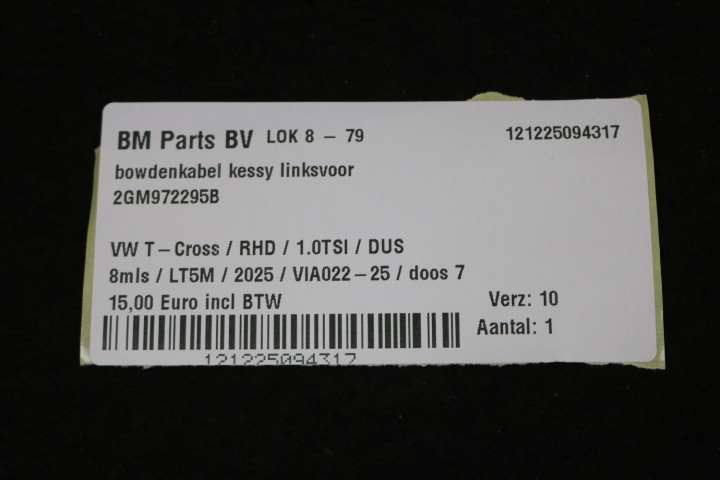 BM Parts BV LOK 8 - 79 121225094317
bowdenkabel kessy linksvoor
2GM972295B
VW T-Cross / RHD / 1.0TSI / DUS
8mls / LT5M / 2025 / VIA022-25 / doos 7
15,00 Euro incl BTW Verz: 10
Aantal: 1
121225094317